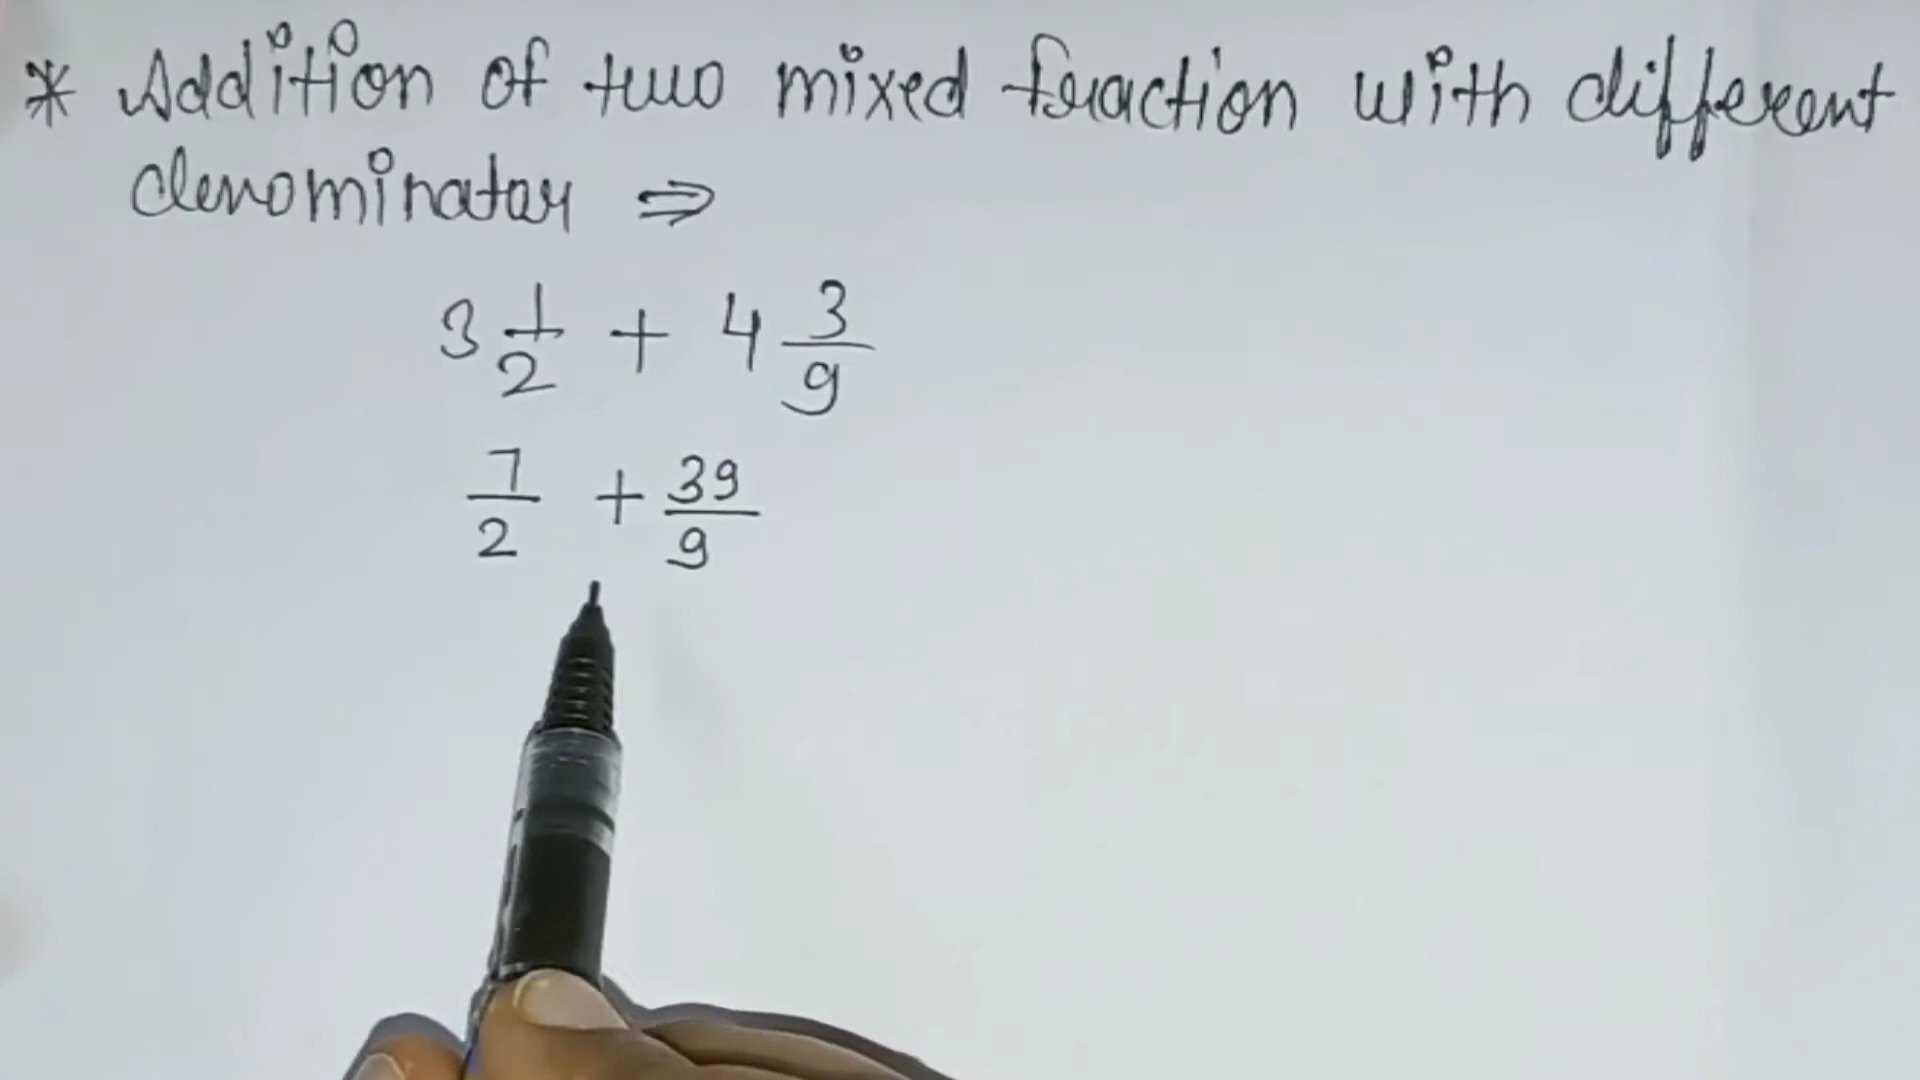 * Addition of two mixed fraction with different
denominator ⇒
3 1/2 + 4 3/9
7/2 + 39/9